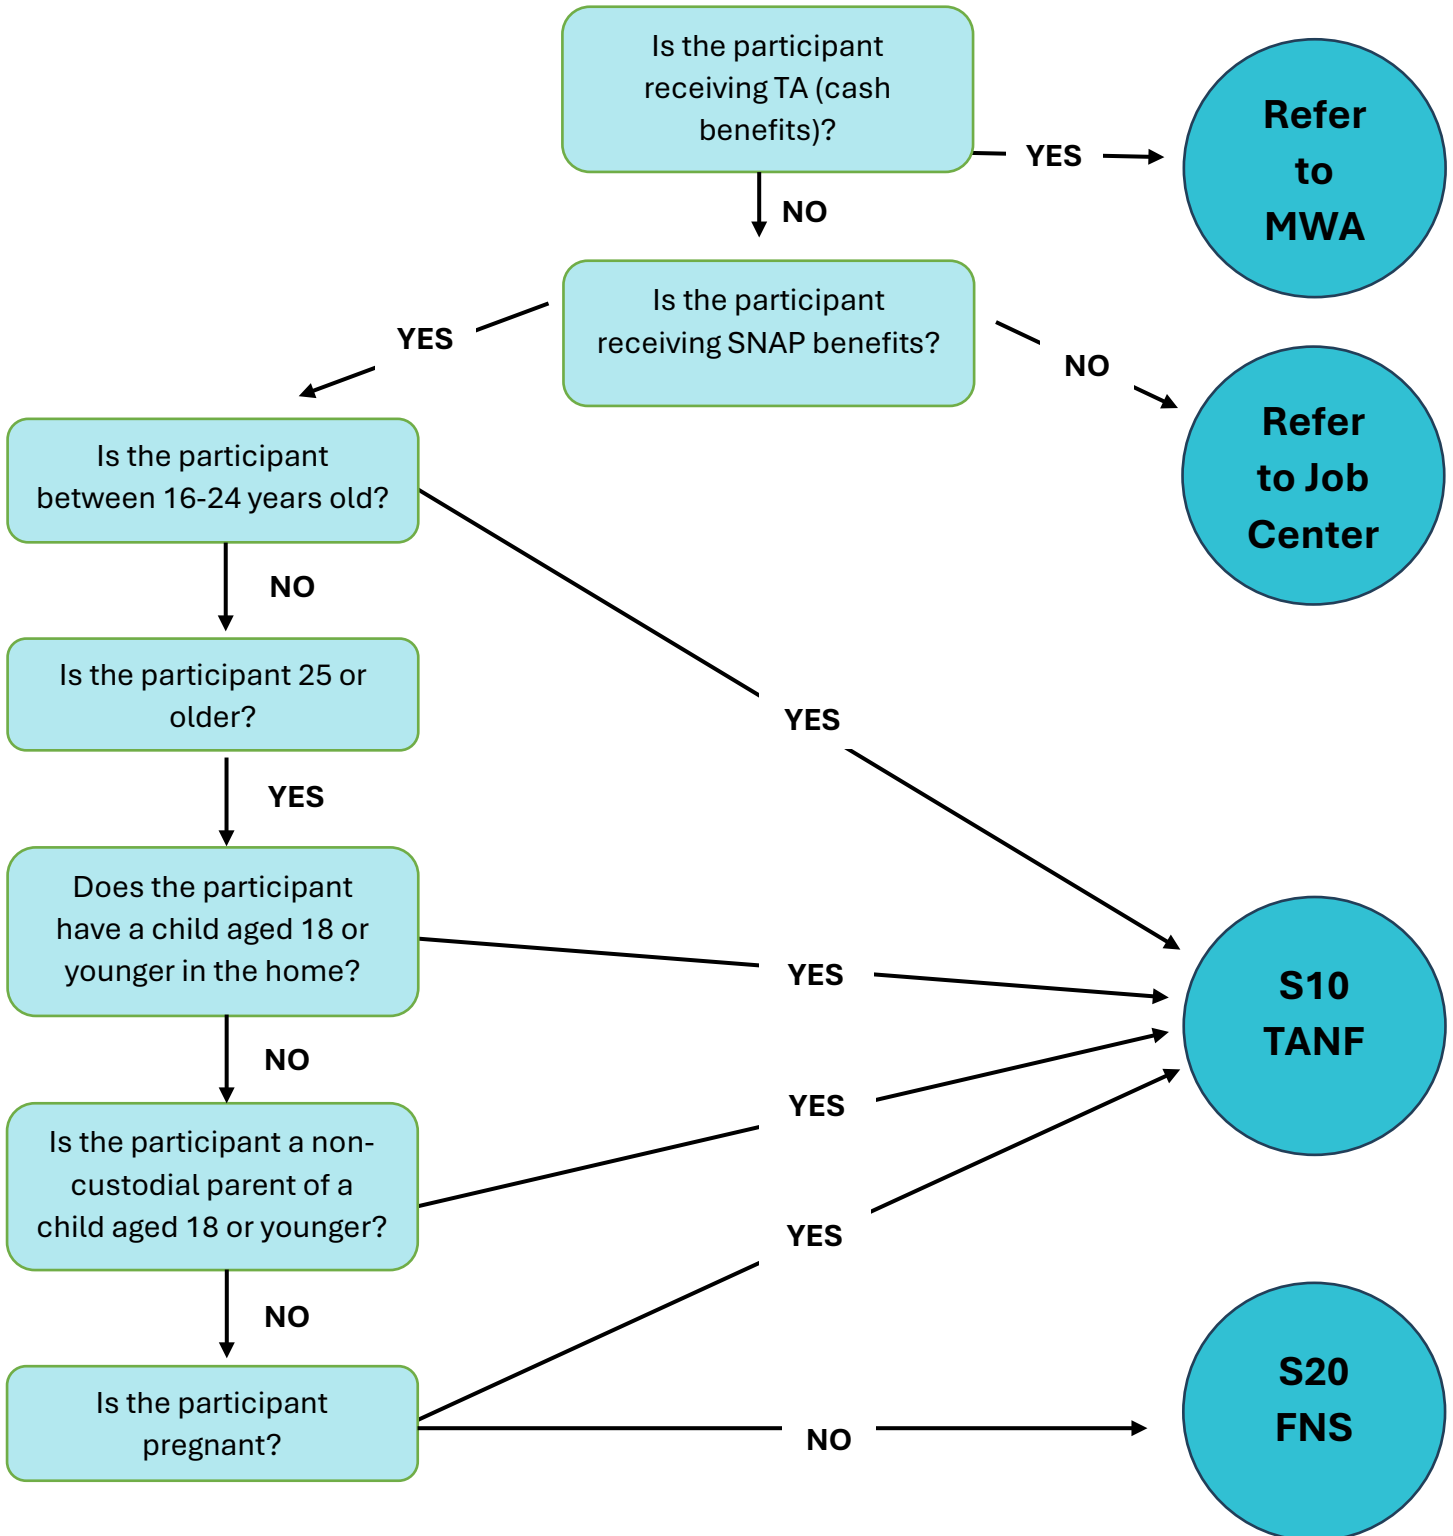 Is the participant
receiving TA (cash
benefits)?
YES
Refer
to
MWA
NO
Is the participant
receiving SNAP benefits?
YES
NO
Refer
to Job
Center
Is the participant
between 16-24 years old?
NO
YES
Is the participant 25 or
older?
YES
Does the participant
have a child aged 18 or
younger in the home?
YES
S10
TANF
NO
Is the participant a non-
custodial parent of a
child aged 18 or younger?
YES
NO
Is the participant
pregnant?
YES
NO
S20
FNS